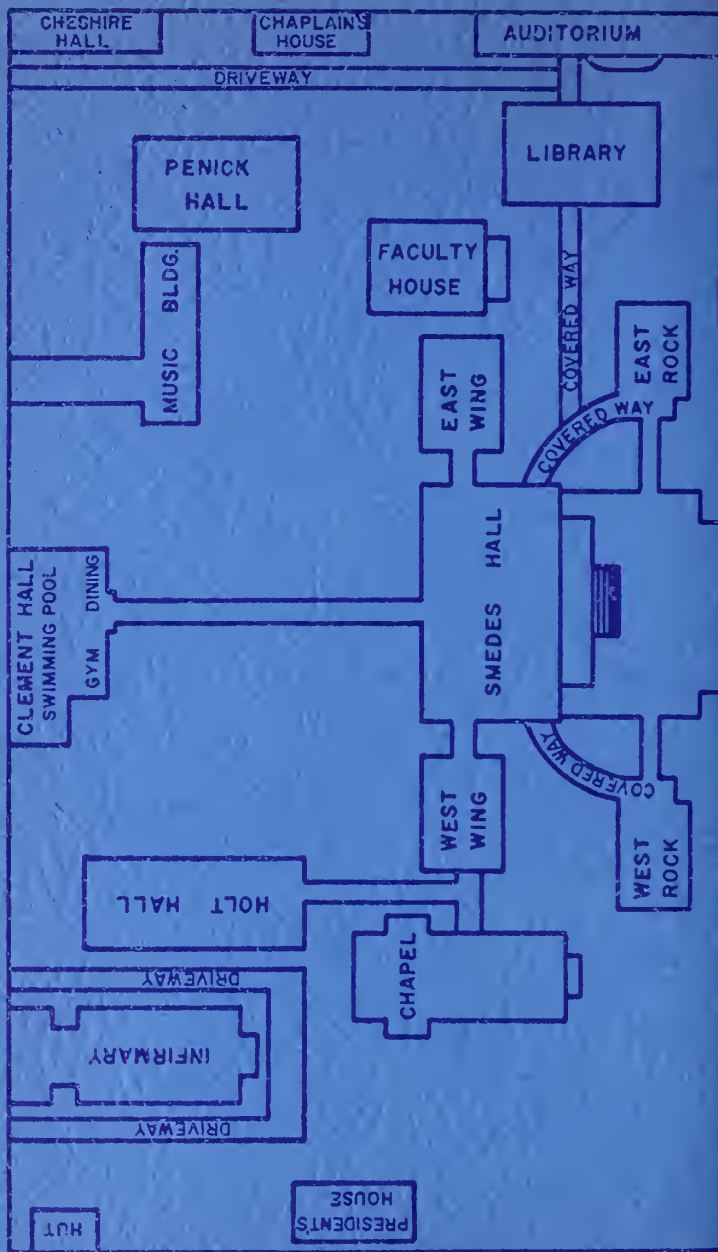 CHESHIRE
HALL
CHAPLAIN'S
HOUSE
AUDITORIUM
DRIVEWAY
LIBRARY
PENICK
HALL
FACULTY
HOUSE
MUSIC BLDG.
COVERED WAY
EAST
WING
COVERED WAY
EAST
ROCK
CLEMENT HALL
SWIMMING POOL
GYM DINING
SMEDES HALL
WEST
WING
COVERED WAY
WEST
ROCK
HOLT HALL
CHAPEL
DRIVEWAY
INFIRMARY
DRIVEWAY
PRESIDENT'S
HOUSE
HUT